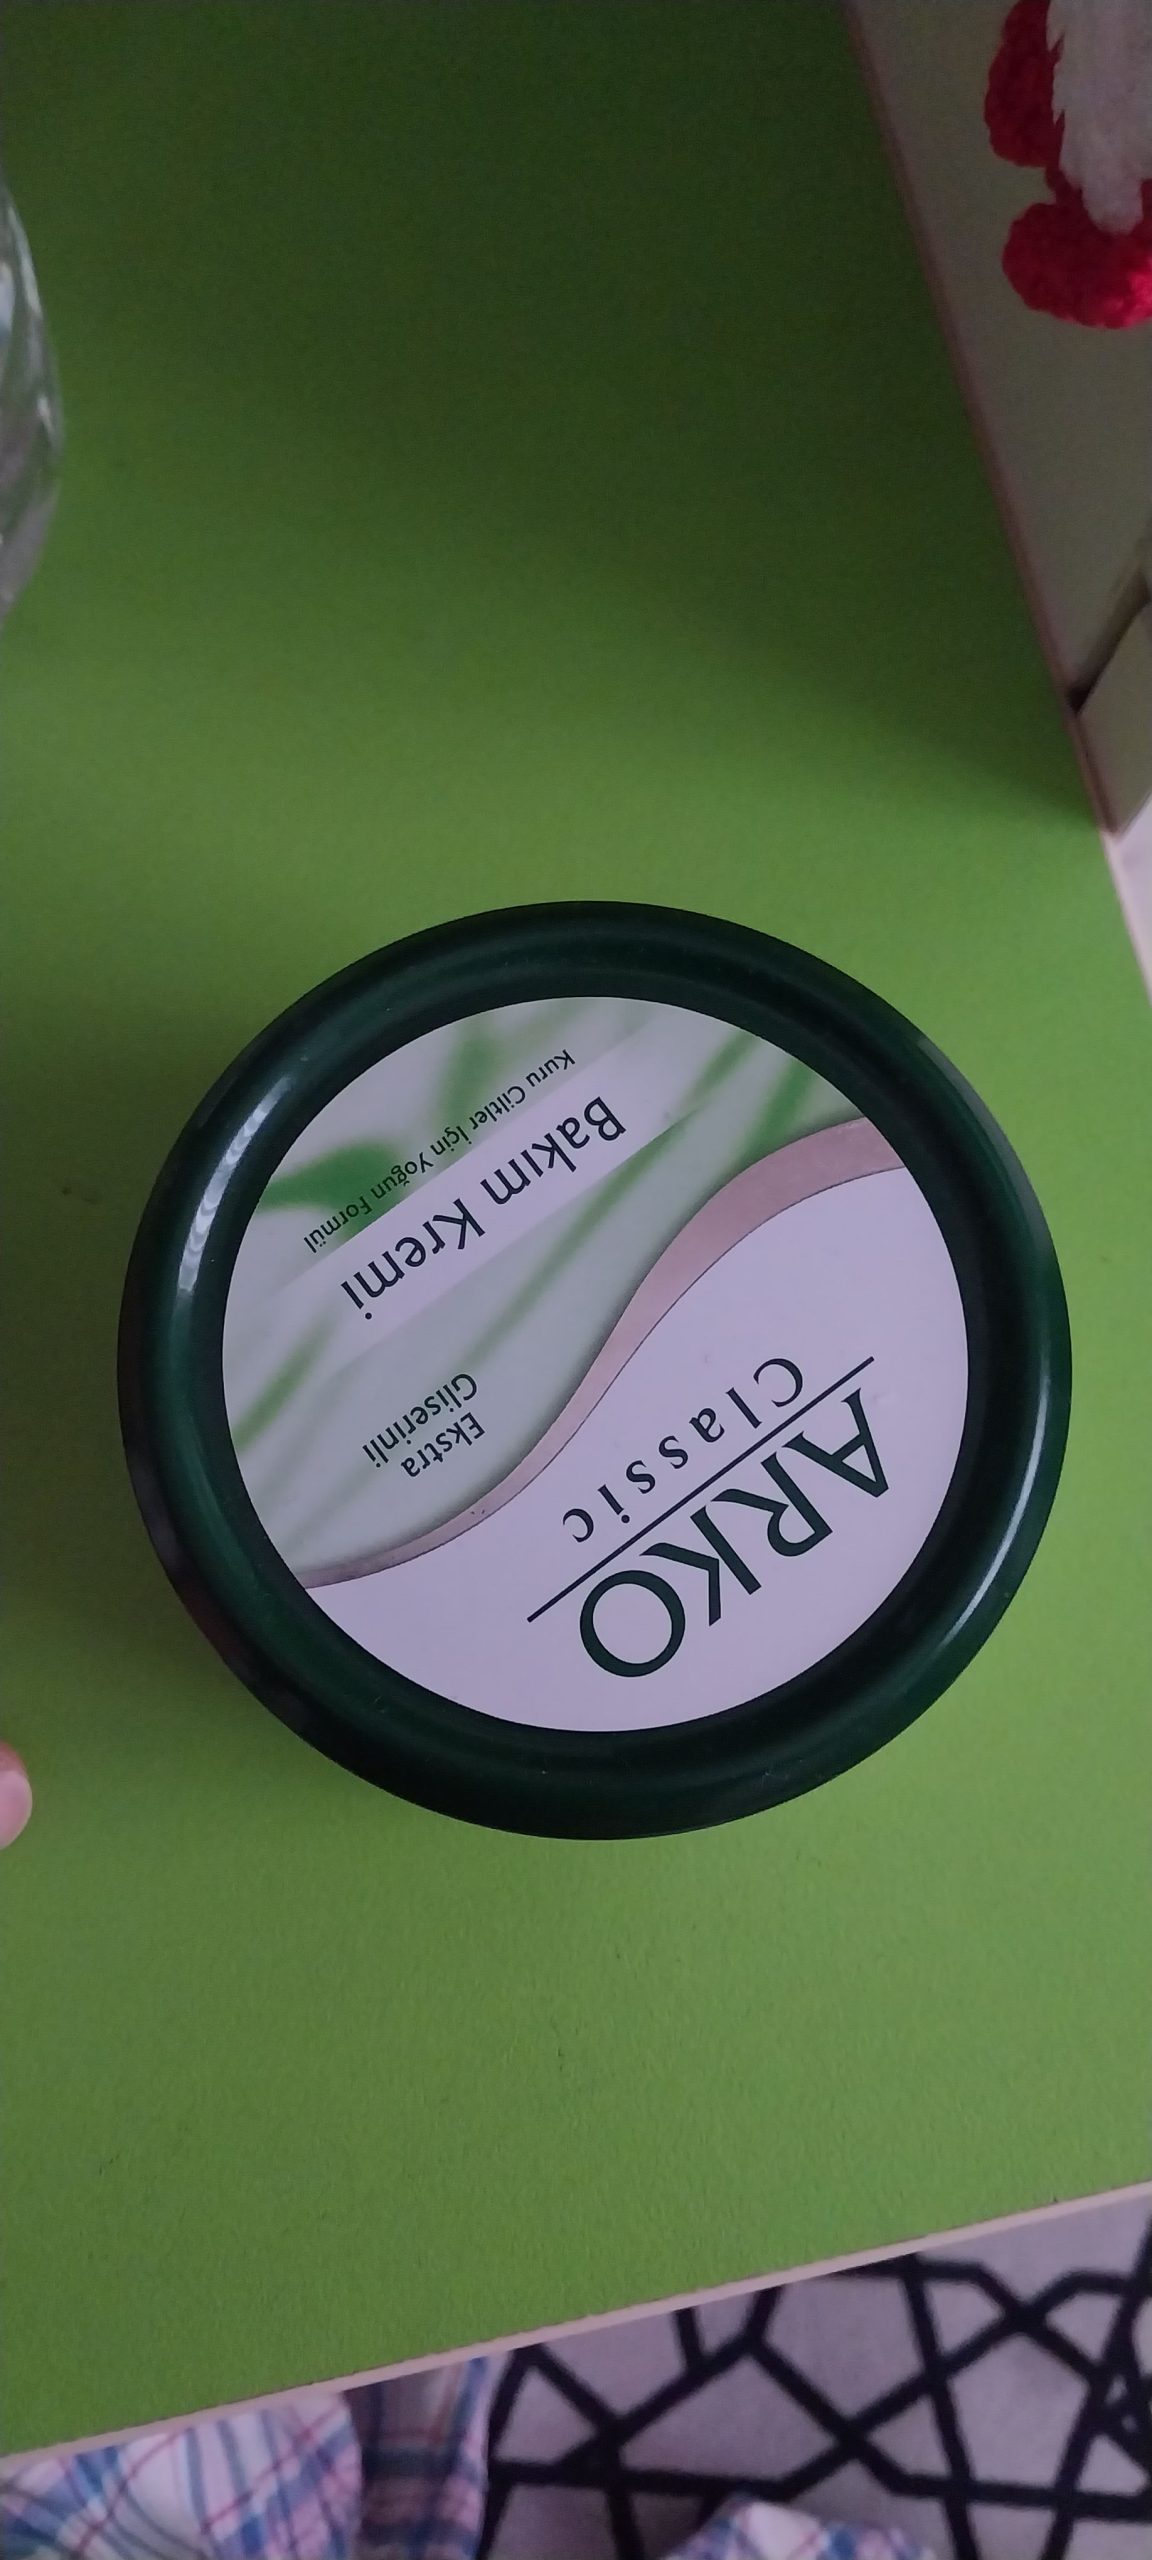 ARKO
Classic
Ekstra
Gliserinli
Bakım Kremi
Kuru Ciltler İçin Yoğun Formül